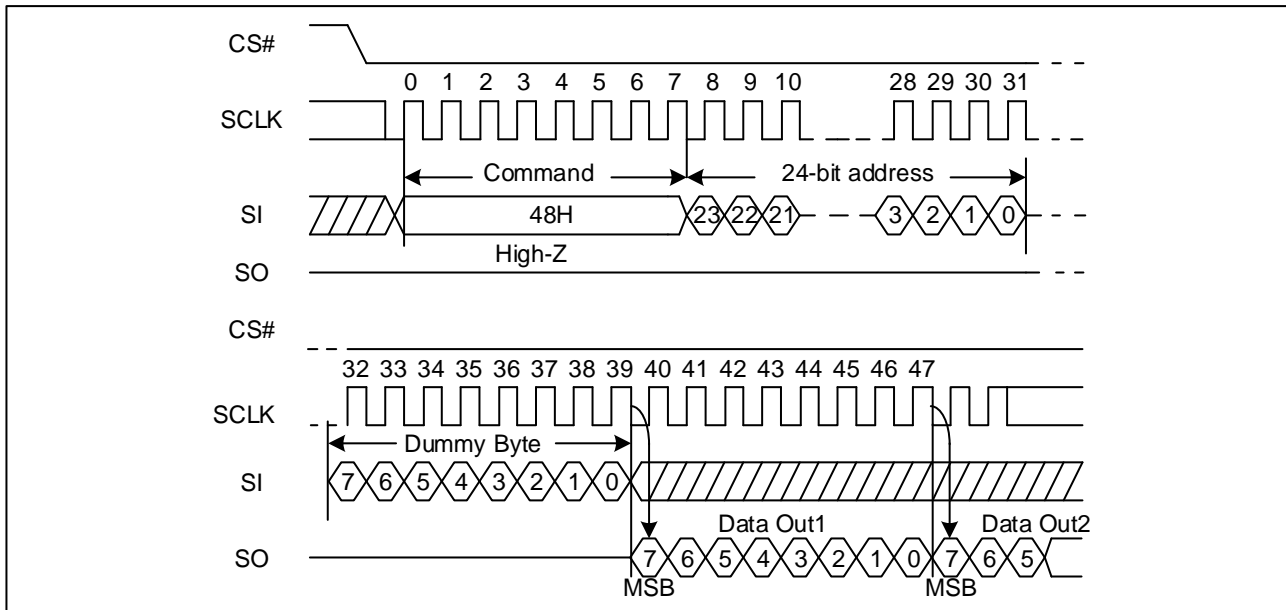 CS#
0 1 2 3 4 5 6 7 8 9 10 28 29 30 31
SCLK
Command 24-bit address
SI 48H 23 22 21 3 2 1 0
High-Z
SO
CS#
32 33 34 35 36 37 38 39 40 41 42 43 44 45 46 47
SCLK
Dummy Byte
SI 7 6 5 4 3 2 1 0
Data Out1 Data Out2
SO 7 6 5 4 3 2 1 0 7 6 5
MSB MSB